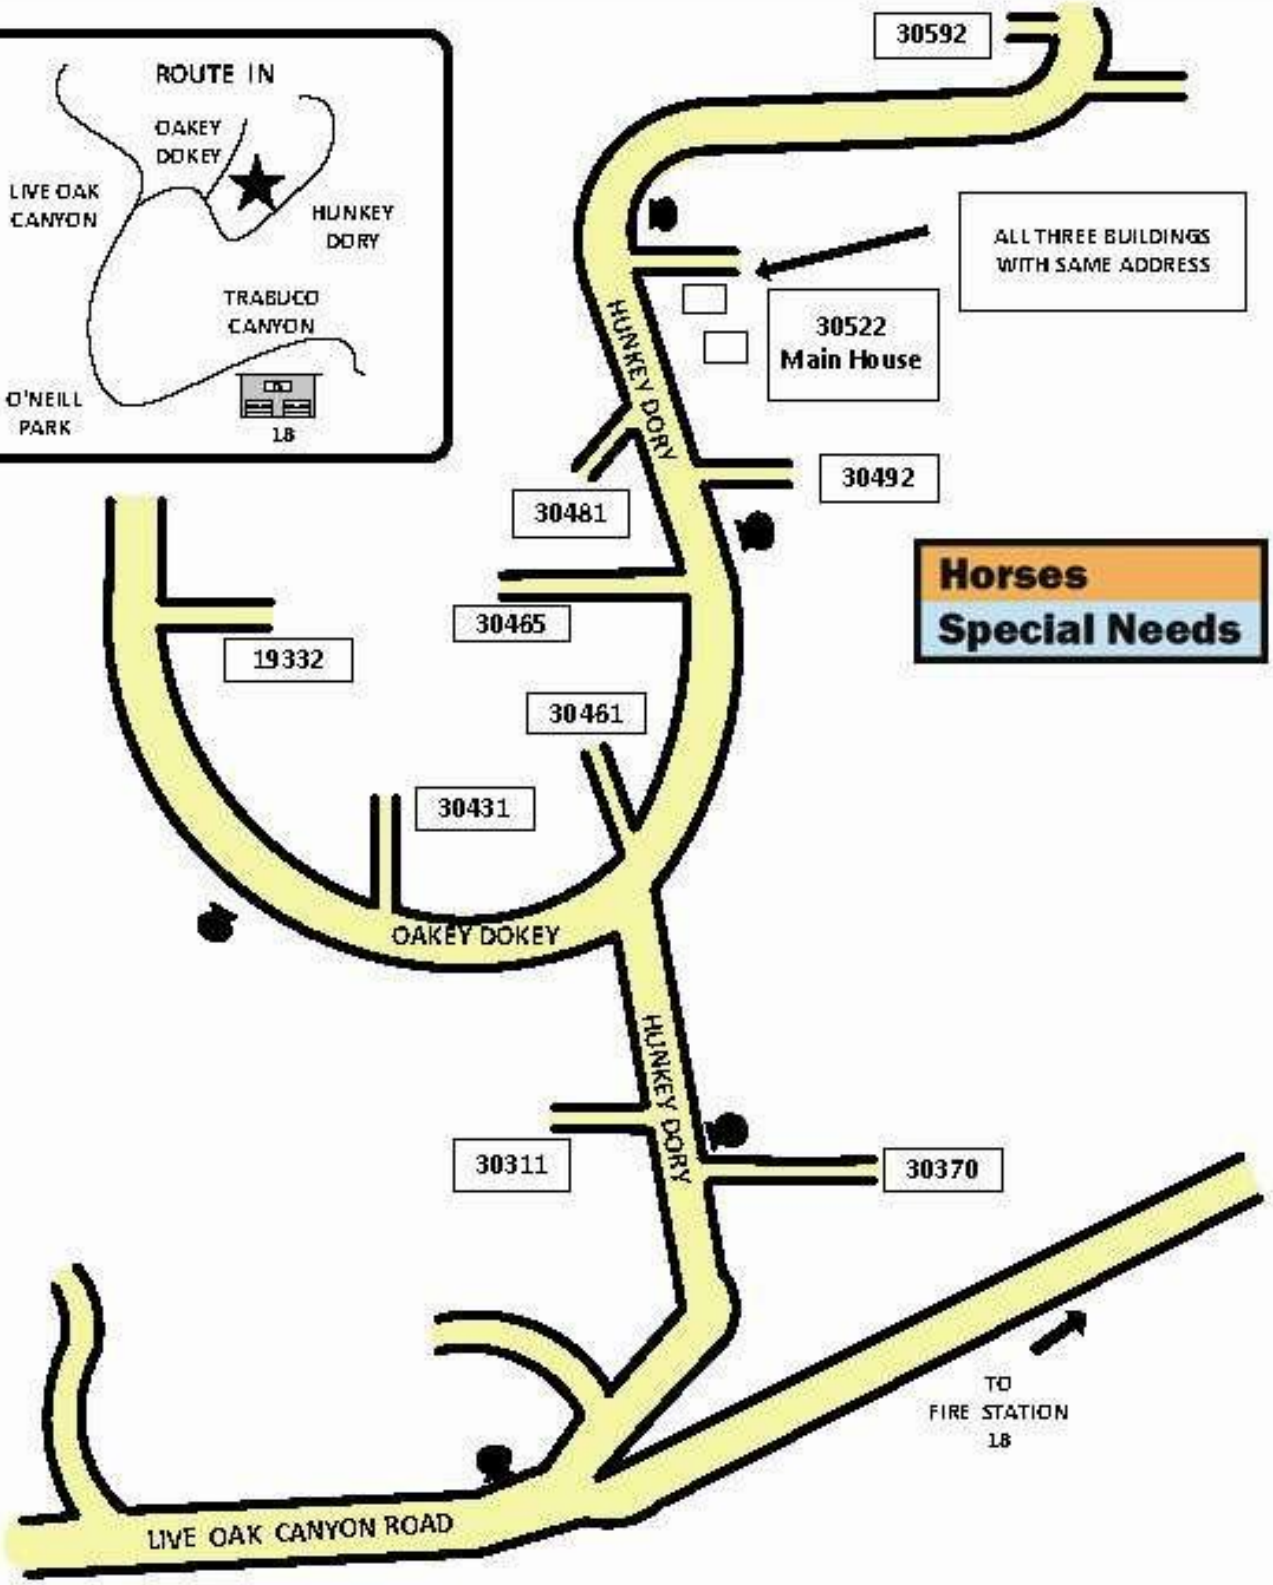 30592
ROUTE IN
OAKEY
DOKEY
LIVE OAK
CANYON
HUNKEY
DORY
TRABUCO
CANYON
O'NEILL
PARK
18
ALL THREE BUILDINGS
WITH SAME ADDRESS
30522
Main House
HUNKEY DORY
30492
30481
Horses
Special Needs
30465
19332
30461
30431
OAKEY DOKEY
HUNKEY DORY
30311
30370
TO
FIRE STATION
18
LIVE OAK CANYON ROAD